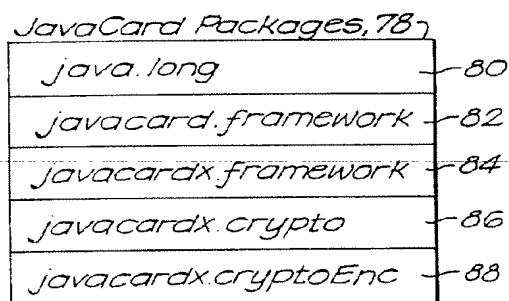 JavaCard Packages, 78
java.long 80
javacard.framework 82
javacardx.framework 84
javacardx.crypto 86
javacardx.cryptoEnc 88